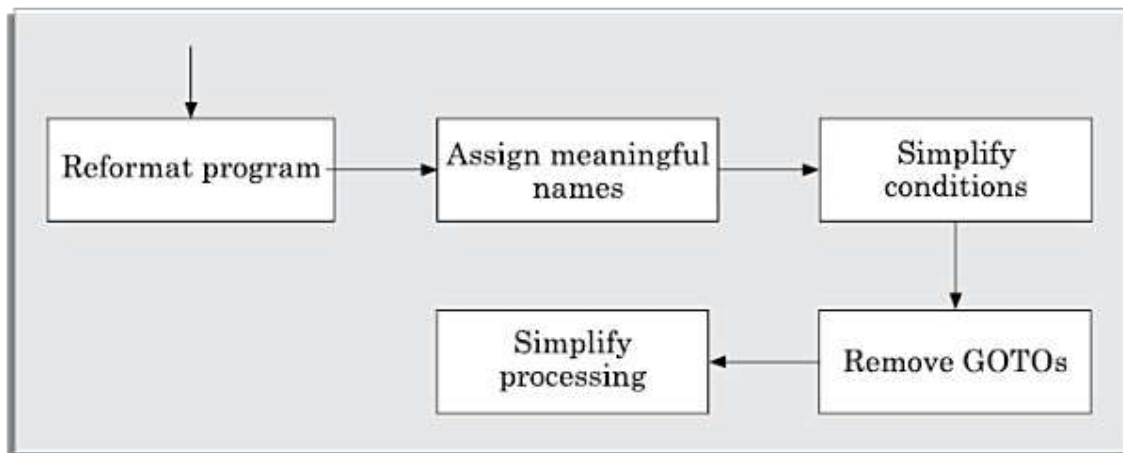 Reformat program
Assign meaningful
names
Simplify
conditions
Remove GOTOs
Simplify
processing